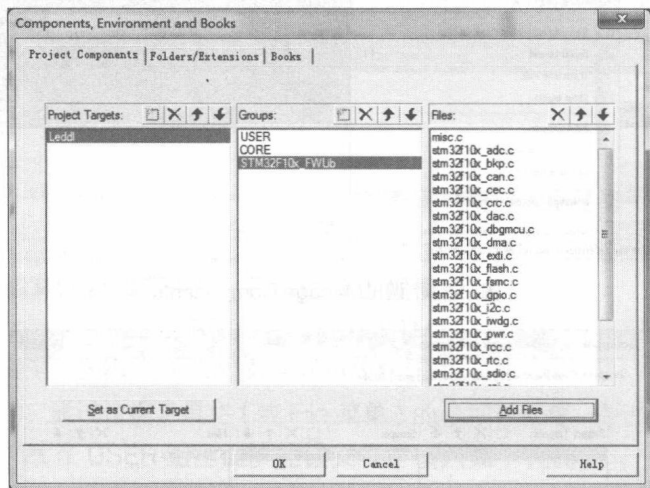 Components, Environment and Books
Project Components
Folders/Extensions
Books
Project Targets:
Leddl
Set as Current Target
Groups:
USER
CORE
STM32F10x_FWLib
Files:
misc.c
stm32f10x_adc.c
stm32f10x_bkp.c
stm32f10x_can.c
stm32f10x_cec.c
stm32f10x_crc.c
stm32f10x_dac.c
stm32f10x_dbgmcu.c
stm32f10x_dma.c
stm32f10x_exti.c
stm32f10x_flash.c
stm32f10x_fsmc.c
stm32f10x_gpio.c
stm32f10x_i2c.c
stm32f10x_iwdg.c
stm32f10x_pwr.c
stm32f10x_rcc.c
stm32f10x_rtc.c
stm32f10x_sdio.c
Add Files
OK
Cancel
Help